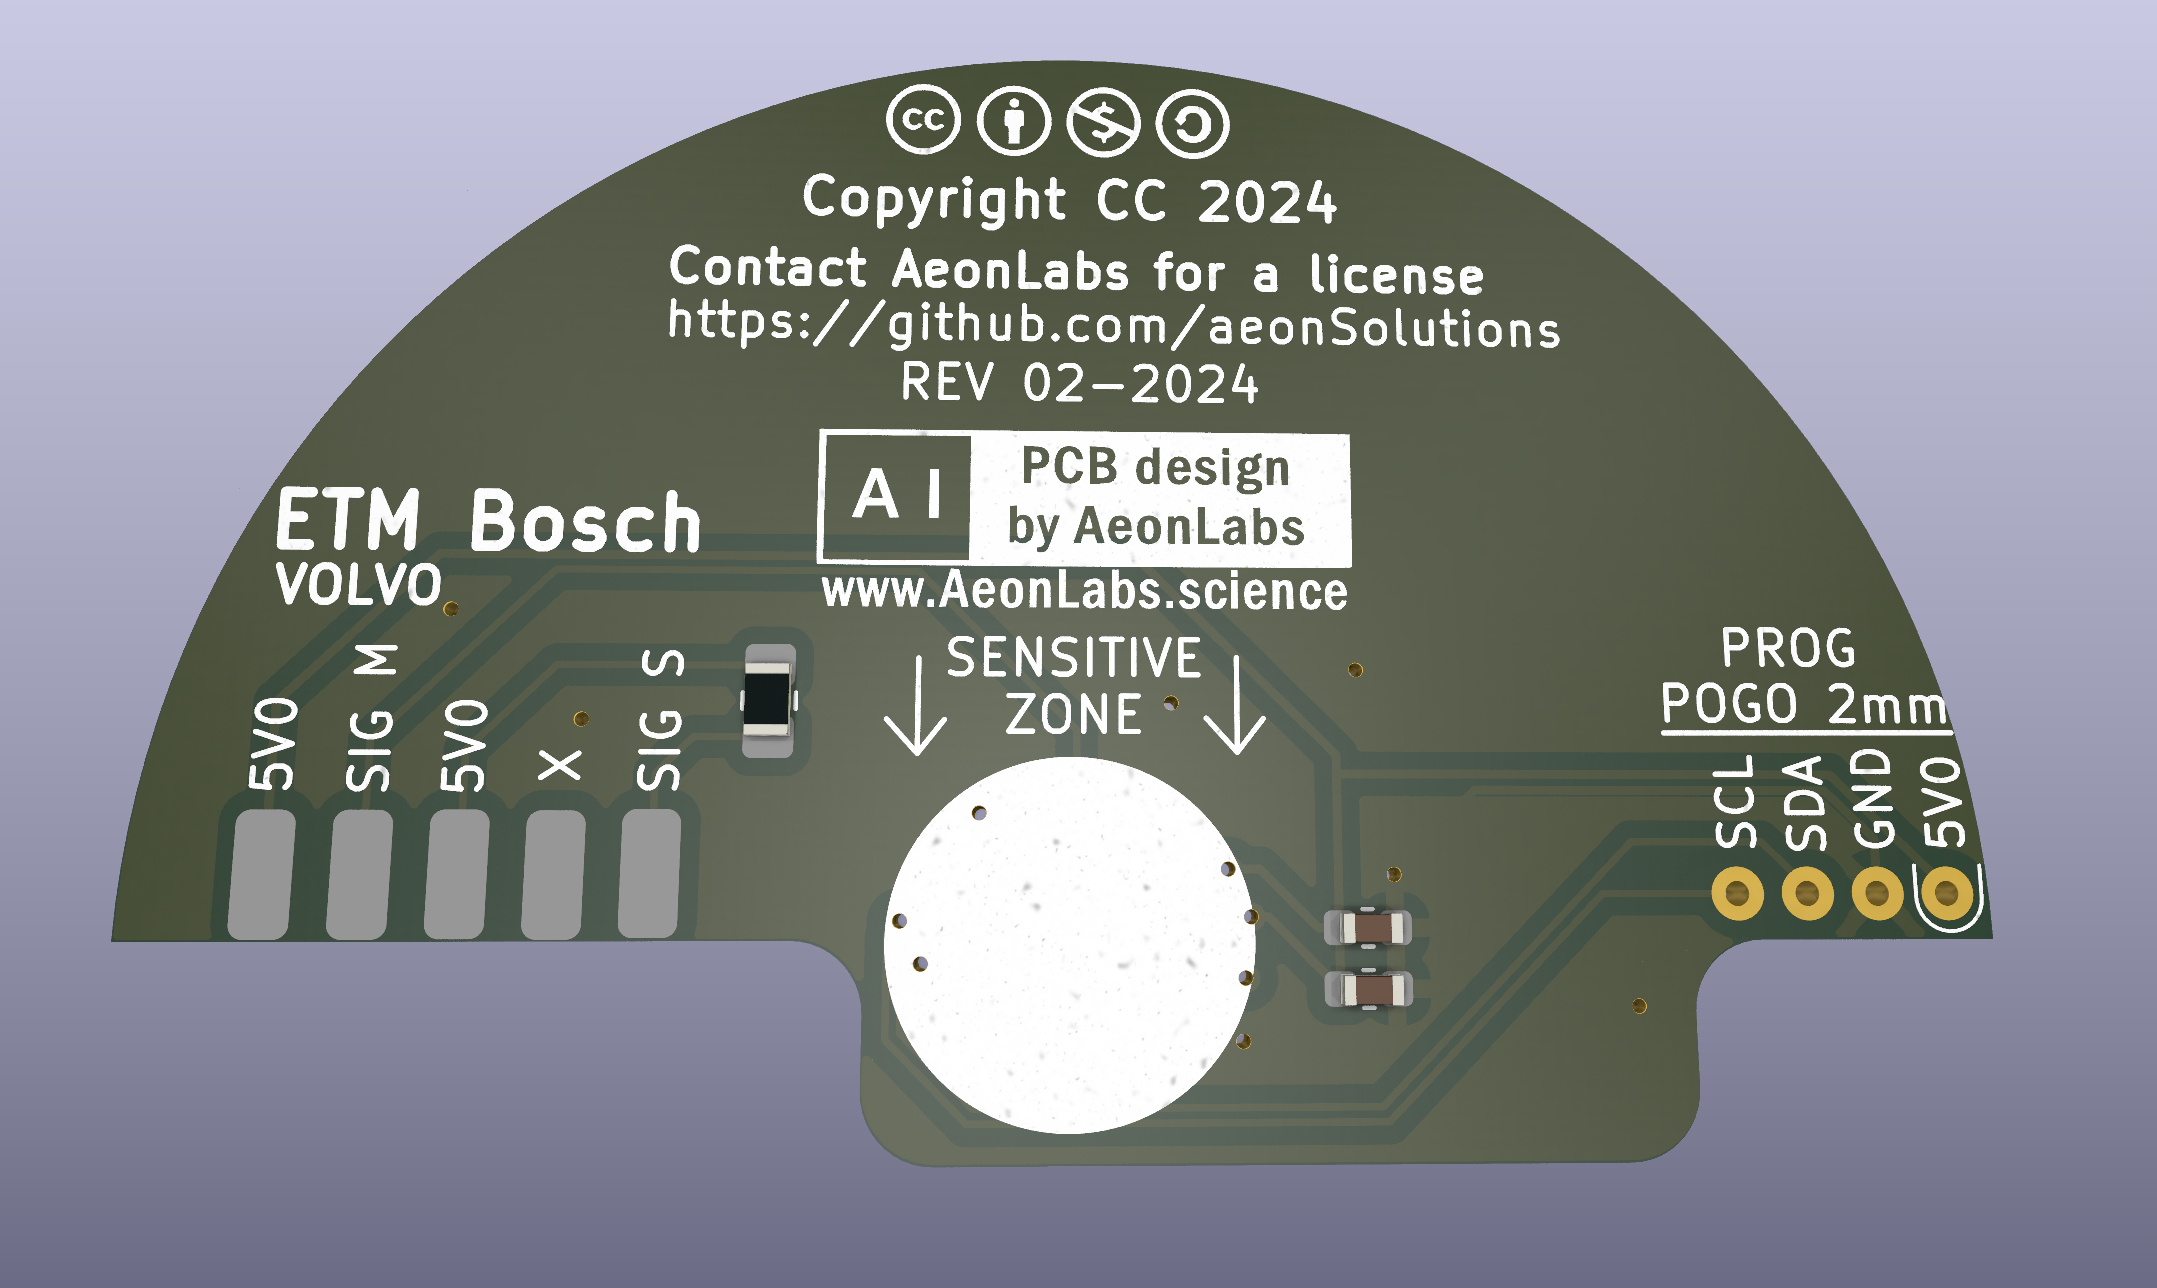 cc
Copyright CC 2024
Contact AeonLabs for a license
https://github.com/aeonSolutions
REV 02-2024
AI
PCB design
by AeonLabs
www.AeonLabs.science
ETM Bosch
VOLVO
5V0
SIG M
5V0
X
SIG S
SENSITIVE
ZONE
PROG
POGO 2mm
SCL
SDA
GND
5V0